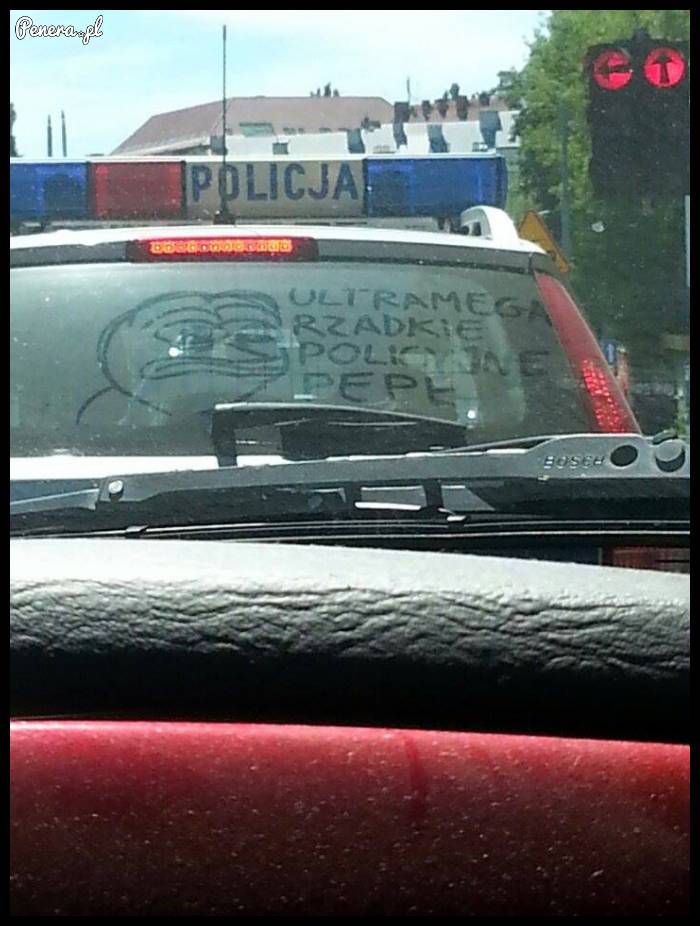 Penera.pl
POLICJA
ULTRAMEGA
RZADKIE
POLICYJNE
PEPE
BOSCH